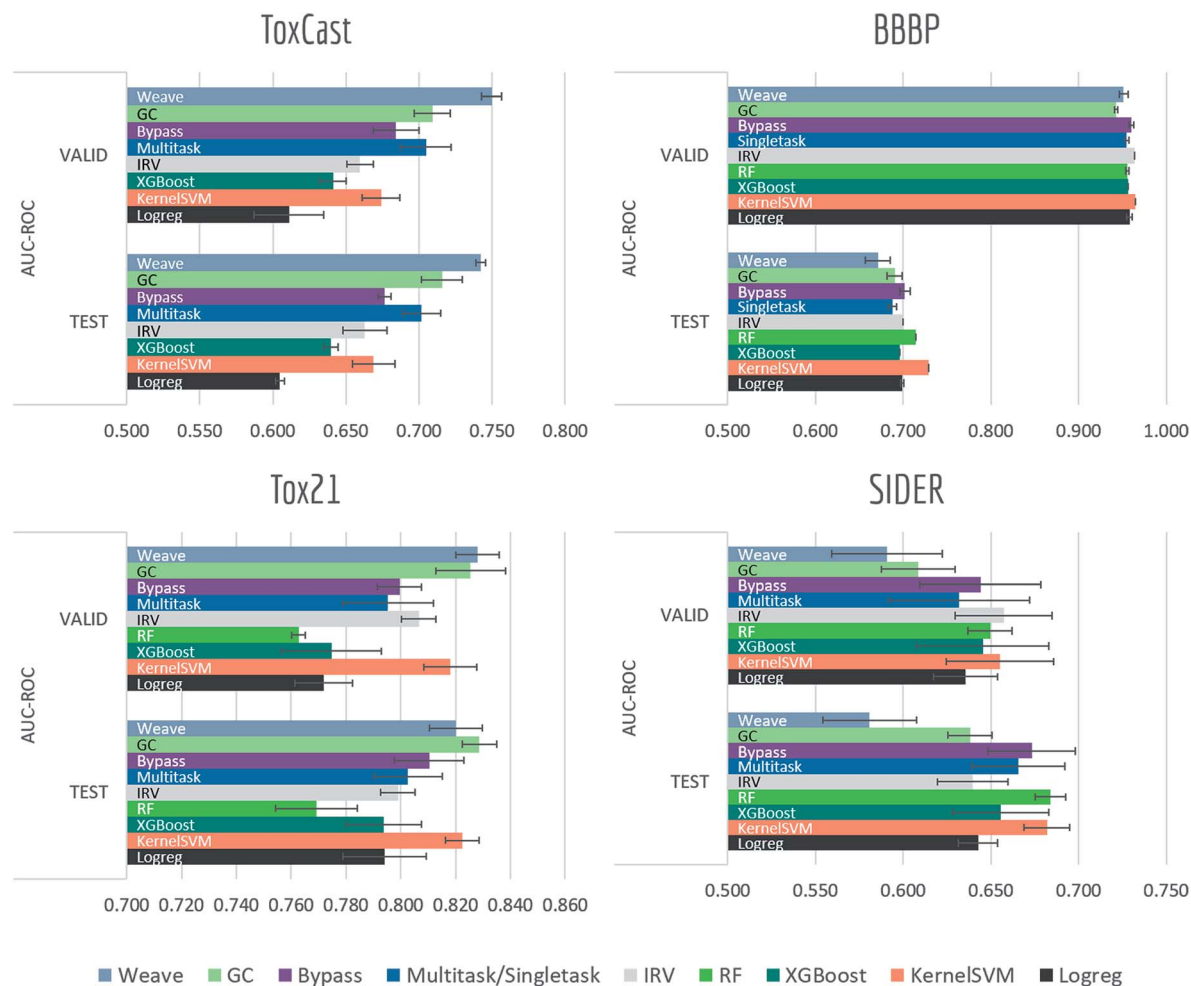 ToxCast
AUC-ROC
VALID
Weave
GC
Bypass
Multitask
IRV
XGBoost
KernelSVM
Logreg
TEST
Weave
GC
Bypass
Multitask
IRV
XGBoost
KernelSVM
Logreg
0.500 0.550 0.600 0.650 0.700 0.750 0.800
BBBP
AUC-ROC
VALID
Weave
GC
Bypass
Singletask
IRV
RF
XGBoost
KernelSVM
Logreg
TEST
Weave
GC
Bypass
Singletask
IRV
RF
XGBoost
KernelSVM
Logreg
0.500 0.600 0.700 0.800 0.900 1.000
Tox21
AUC-ROC
VALID
Weave
GC
Bypass
Multitask
IRV
RF
XGBoost
KernelSVM
Logreg
TEST
Weave
GC
Bypass
Multitask
IRV
RF
XGBoost
KernelSVM
Logreg
0.700 0.720 0.740 0.760 0.780 0.800 0.820 0.840 0.860
SIDER
AUC-ROC
VALID
Weave
GC
Bypass
Multitask
IRV
RF
XGBoost
KernelSVM
Logreg
TEST
Weave
GC
Bypass
Multitask
IRV
RF
XGBoost
KernelSVM
Logreg
0.500 0.550 0.600 0.650 0.700 0.750
Weave GC Bypass Multitask/Singletask IRV RF XGBoost KernelSVM Logreg